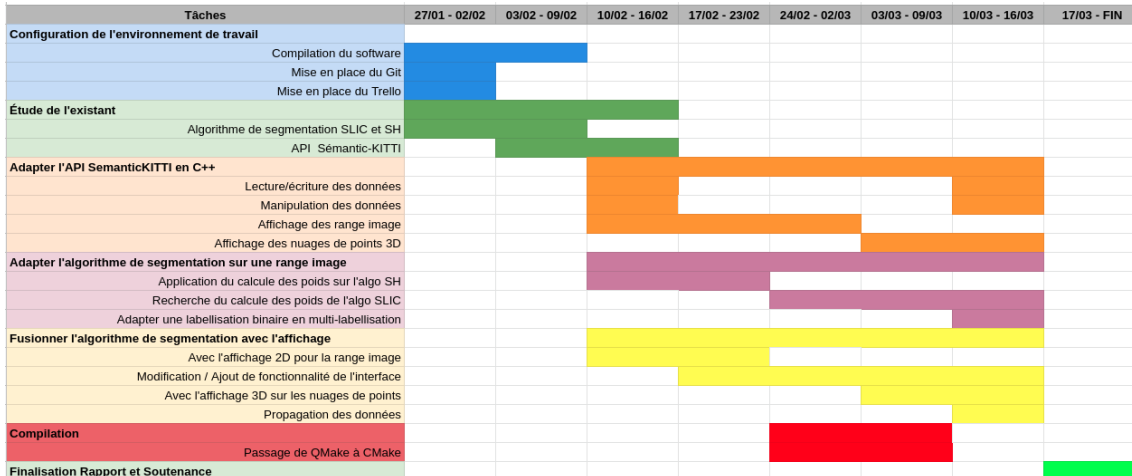 Tâches 27/01 - 02/02 03/02 - 09/02 10/02 - 16/02 17/02 - 23/02 24/02 - 02/03 03/03 - 09/03 10/03 - 16/03 17/03 - FIN
Configuration de l'environnement de travail
Compilation du software
Mise en place du Git
Mise en place du Trello
Étude de l'existant
Algorithme de segmentation SLIC et SH
API Sémantic-KITTI
Adapter l'API SemanticKITTI en C++
Lecture/écriture des données
Manipulation des données
Affichage des range image
Affichage des nuages de points 3D
Adapter l'algorithme de segmentation sur une range image
Application du calcule des poids sur l'algo SH
Recherche du calcule des poids de l'algo SLIC
Adapter une labellisation binaire en multi-labellisation
Fusionner l'algorithme de segmentation avec l'affichage
Avec l'affichage 2D pour la range image
Modification / Ajout de fonctionnalité de l'interface
Avec l'affichage 3D sur les nuages de points
Propagation des données
Compilation
Passage de QMake à CMake
Finalisation Rapport et Soutenance